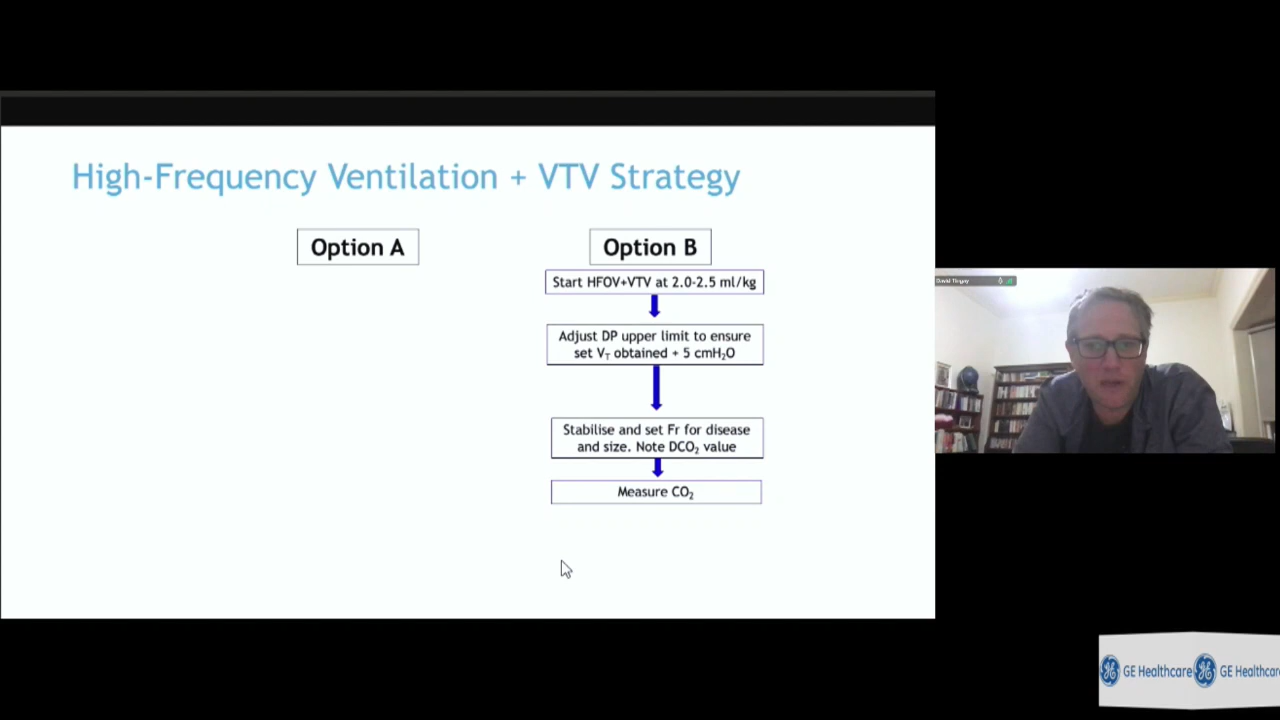 High-Frequency Ventilation + VTV Strategy
Option A
Option B
Start HFOV+VTV at 2.0-2.5 ml/kg
Adjust DP upper limit to ensure
set VT obtained + 5 cmH2O
Stabilise and set Fr for disease
and size. Note DCO2 value
Measure CO2
David Tingay
GE Healthcare
GE Healthcare